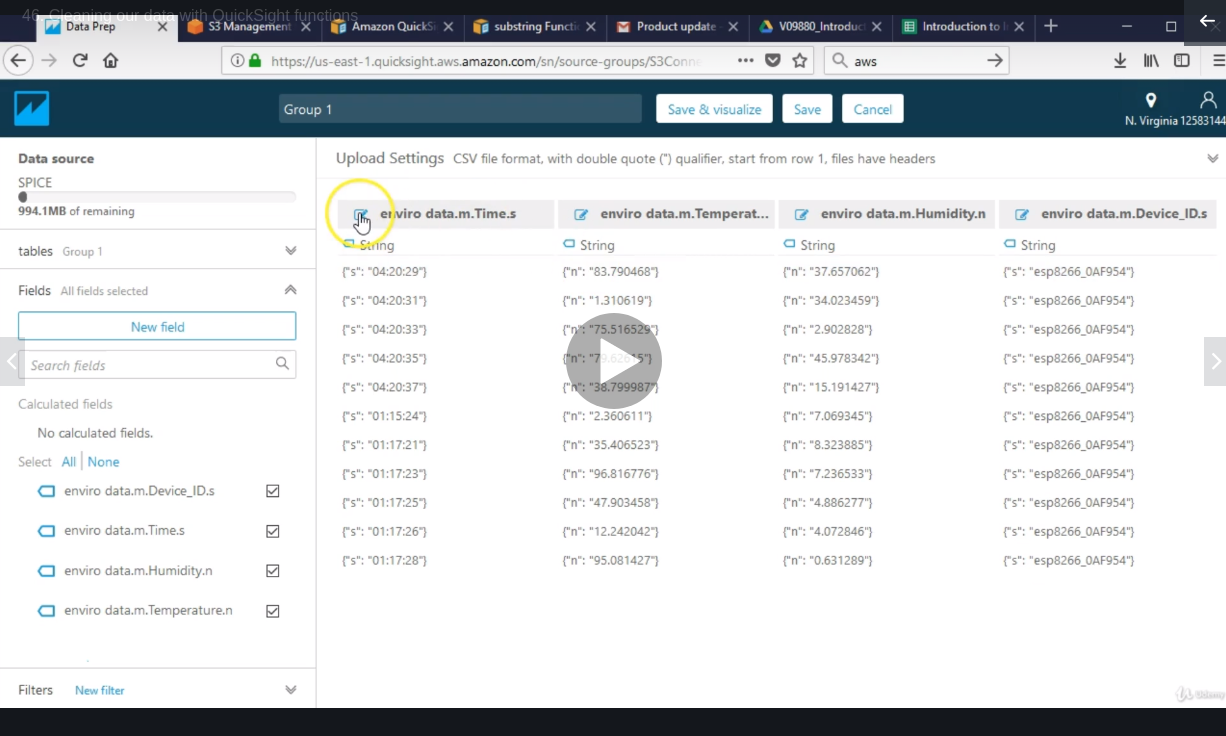 46. Cleaning our data with QuickSight functions
Data Prep
S3 Management
Amazon QuickSi
substring Functi
Product update
V09880_Introduct
Introduction to I
https://us-east-1.quicksight.aws.amazon.com/sn/source-groups/S3Conne
aws
Group 1
Save & visualize
Save
Cancel
N. Virginia 12583144
Data source
SPICE
994.1MB of remaining
tables Group 1
Fields All fields selected
New field
Search fields
Calculated fields
No calculated fields.
Select All None
enviro data.m.Device_ID.s
enviro data.m.Time.s
enviro data.m.Humidity.n
enviro data.m.Temperature.n
Filters New filter
Upload Settings CSV file format, with double quote (") qualifier, start from row 1, files have headers
enviro data.m.Time.s enviro data.m.Temperat... enviro data.m.Humidity.n enviro data.m.Device_ID.s
String String String String
{"s": "04:20:29"} {"n": "83.790468"} {"n": "37.657062"} {"s": "esp8266_0AF954"}
{"s": "04:20:31"} {"n": "1.310619"} {"n": "34.023459"} {"s": "esp8266_0AF954"}
{"s": "04:20:33"} {"n": "75.516529"} {"n": "2.902828"} {"s": "esp8266_0AF954"}
{"s": "04:20:35"} {"n": "79.62615"} {"n": "45.978342"} {"s": "esp8266_0AF954"}
{"s": "04:20:37"} {"n": "38.799987"} {"n": "15.191427"} {"s": "esp8266_0AF954"}
{"s": "01:15:24"} {"n": "2.360611"} {"n": "7.069345"} {"s": "esp8266_0AF954"}
{"s": "01:17:21"} {"n": "35.406523"} {"n": "8.323885"} {"s": "esp8266_0AF954"}
{"s": "01:17:23"} {"n": "96.816776"} {"n": "7.236533"} {"s": "esp8266_0AF954"}
{"s": "01:17:25"} {"n": "47.903458"} {"n": "4.886277"} {"s": "esp8266_0AF954"}
{"s": "01:17:26"} {"n": "12.242042"} {"n": "4.072846"} {"s": "esp8266_0AF954"}
{"s": "01:17:28"} {"n": "95.081427"} {"n": "0.631289"} {"s": "esp8266_0AF954"}
Udemy